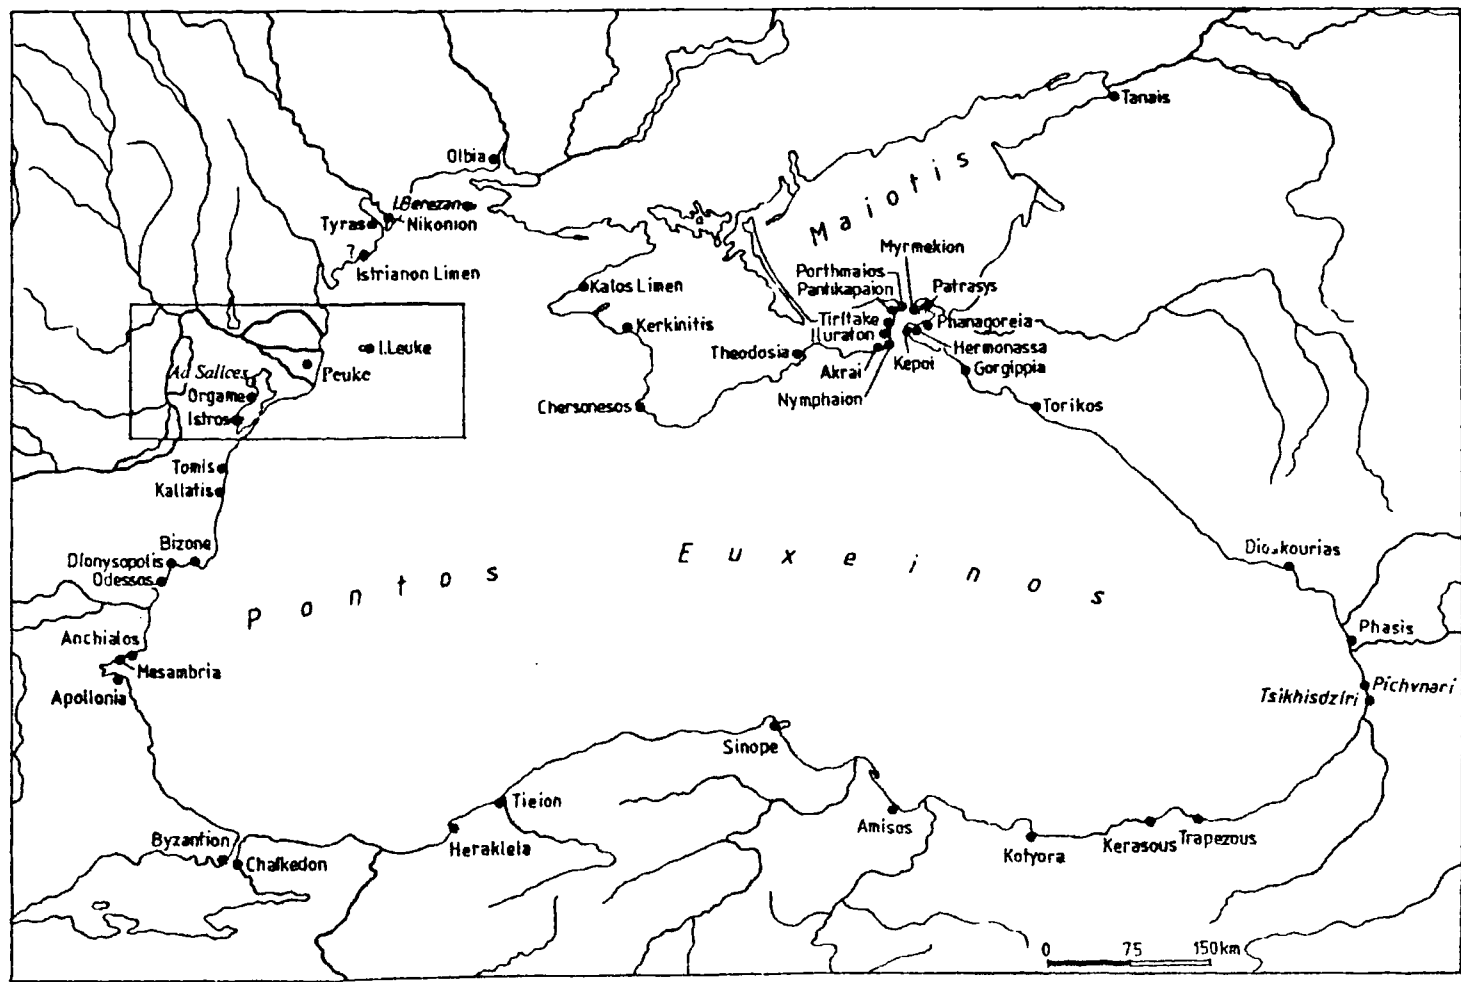 Tanais
Olbia
Maiotis
I.Berezan
Tyras
Nikonion
?
Istrianon Limen
Myrmekion
Porthmaios
Pantikapaion
Patrasys
Kalos Limen
Tiritake
Phanagoreia
Kerkinitis
Iluraton
Hermonassa
I.Leuke
Theodosia
Kepoi
Peuke
Akrai
Gorgippia
Ad Salices
Orgame
Nymphaion
Istros
Chersonesos
Torikos
Tomis
Kallatis
Bizone
Dionysopolis
Odessos
Pontos Euxeinos
Dioskourias
Anchialos
Phasis
Mesambria
Apollonia
Pichvnari
Tsikhisdziri
Sinope
Tieion
Amisos
Byzantion
Herakleia
Kotyora
Kerasous
Trapezous
Chalkedon
0 75 150km